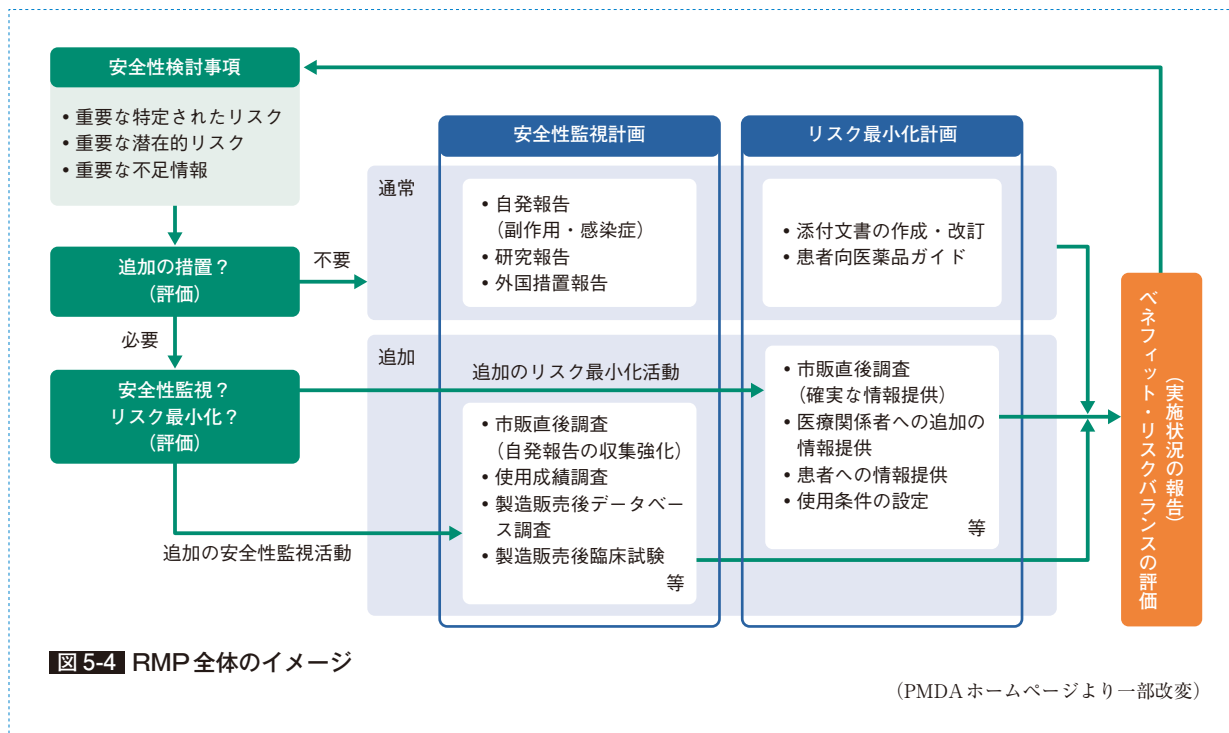 安全性検討事項
•重要な特定されたリスク
•重要な潜在的リスク
•重要な不足情報
追加の措置?
(評価)
不要
必要
安全性監視?
リスク最小化?
(評価)
追加の安全性監視活動
安全性監視計画
リスク最小化計画
通常
•自発報告
(副作用・感染症)
•研究報告
•外国措置報告
•添付文書の作成・改訂
•患者向医薬品ガイド
追加
追加のリスク最小化活動
•市販直後調査
(自発報告の収集強化)
•使用成績調査
•製造販売後データベー
ス調査
•製造販売後臨床試験
等
•市販直後調査
(確実な情報提供)
•医療関係者への追加の
情報提供
•患者への情報提供
•使用条件の設定
等
(実施状況の報告)
ベネフィット・リスクバランスの評価
図 5-4 RMP全体のイメージ
(PMDAホームページより一部改変)